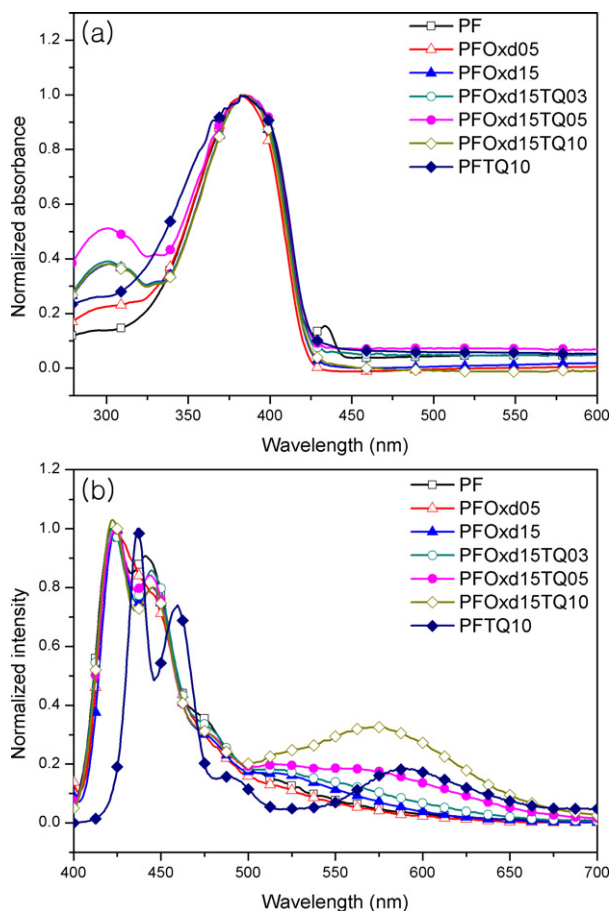 (a)
PF
PFOxd05
PFOxd15
PFOxd15TQ03
PFOxd15TQ05
PFOxd15TQ10
PFTQ10
Normalized absorbance
1.2
1.0
0.8
0.6
0.4
0.2
0.0
300 350 400 450 500 550 600
Wavelength (nm)
(b)
PF
PFOxd05
PFOxd15
PFOxd15TQ03
PFOxd15TQ05
PFOxd15TQ10
PFTQ10
Normalized intensity
1.2
1.0
0.8
0.6
0.4
0.2
0.0
400 450 500 550 600 650 700
Wavelength (nm)